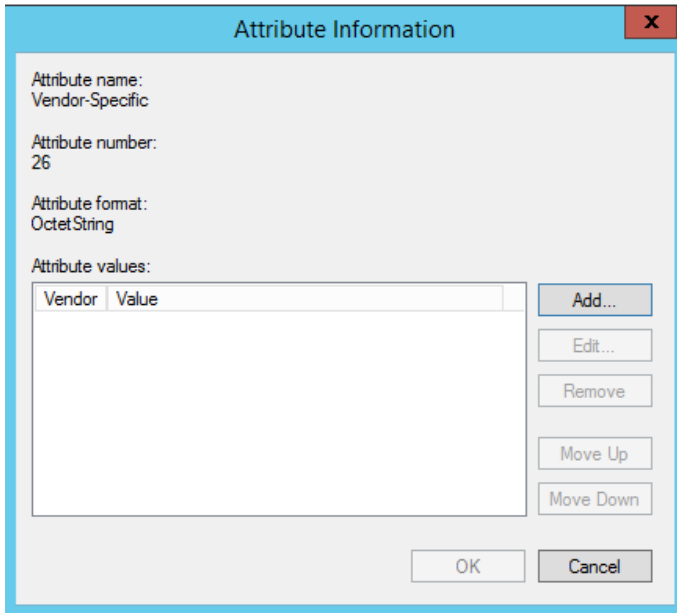 Attribute Information
x
Attribute name:
Vendor-Specific
Attribute number:
26
Attribute format:
OctetString
Attribute values:
Vendor Value
Add...
Edit...
Remove
Move Up
Move Down
OK Cancel